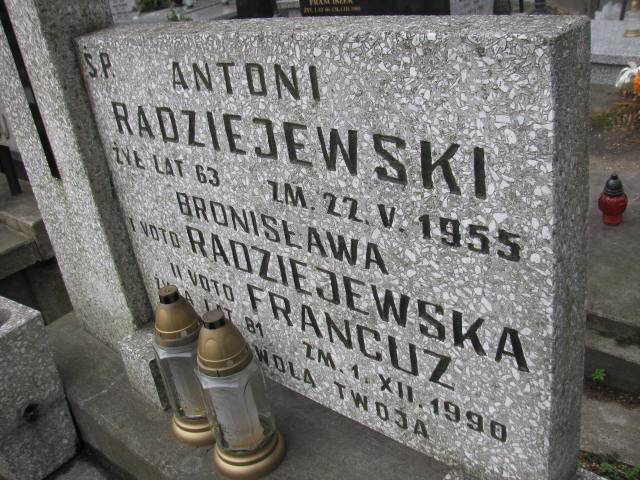 FRANCISZEK
Ś.P. ANTONI
RADZIEJEWSKI
ŻYŁ LAT 63 ZM. 22. V. 1955
BRONISŁAWA
I VOTO RADZIEJEWSKA
II VOTO FRANCUZ
LAT 81 ZM. 1. XII. 1990
WOLA TWOJA